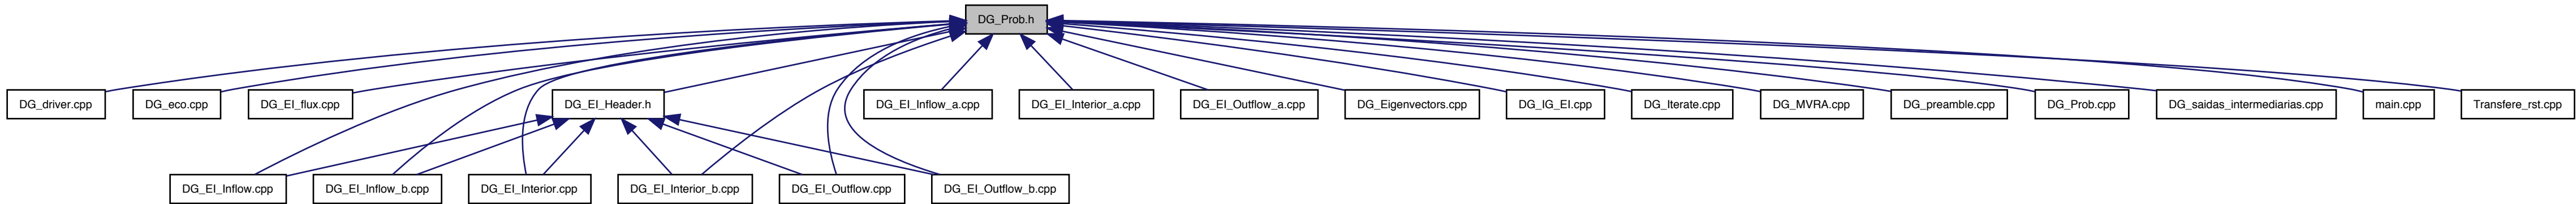 DG_Prob.h
DG_driver.cpp
DG_eco.cpp
DG_EI_flux.cpp
DG_EI_Header.h
DG_EI_Inflow_a.cpp
DG_EI_Interior_a.cpp
DG_EI_Outflow_a.cpp
DG_Eigenvectors.cpp
DG_IG_EI.cpp
DG_Iterate.cpp
DG_MVRA.cpp
DG_preamble.cpp
DG_Prob.cpp
DG_saidas_intermediarias.cpp
main.cpp
Transfere_rst.cpp
DG_EI_Inflow.cpp
DG_EI_Inflow_b.cpp
DG_EI_Interior.cpp
DG_EI_Interior_b.cpp
DG_EI_Outflow.cpp
DG_EI_Outflow_b.cpp